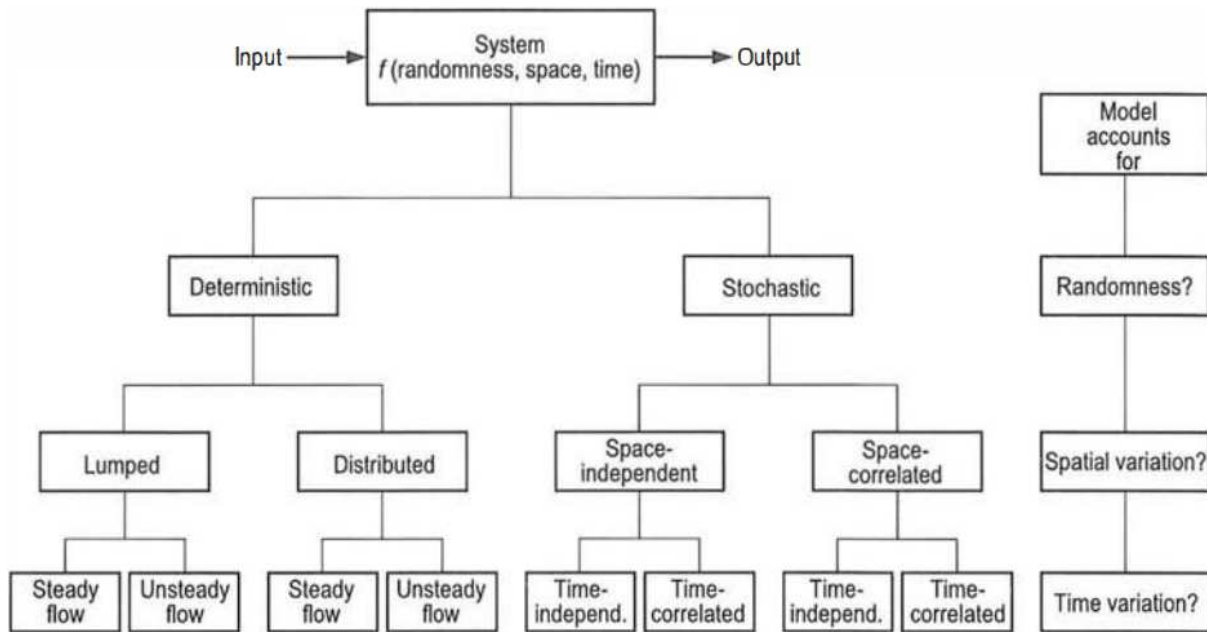 System
Input
f (randomness, space, time)
Output
Model
accounts
for
Deterministic
Stochastic
Randomness?
Lumped
Distributed
Space-
independent
Space-
correlated
Spatial variation?
Steady
flow
Unsteady
flow
Steady
flow
Unsteady
flow
Time-
independ.
Time-
correlated
Time-
independ.
Time-
correlated
Time variation?